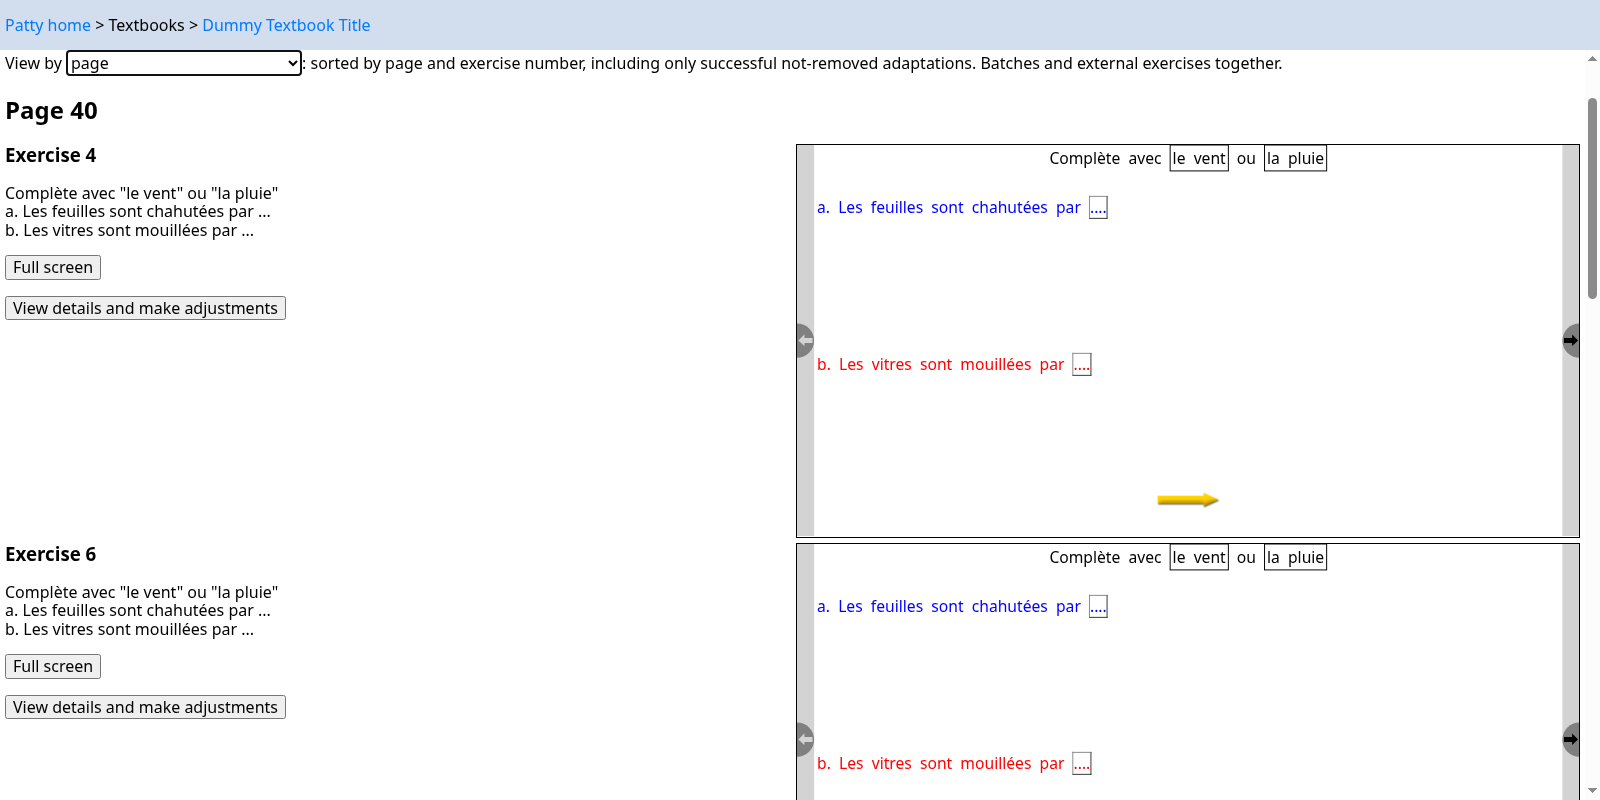 Patty home > Textbooks > Dummy Textbook Title
View by page : sorted by page and exercise number, including only successful not-removed adaptations. Batches and external exercises together.
Page 40
Exercise 4
Complète avec "le vent" ou "la pluie"
a. Les feuilles sont chahutées par ...
b. Les vitres sont mouillées par ...
Full screen
View details and make adjustments
Complète avec le vent ou la pluie
a. Les feuilles sont chahutées par ....
b. Les vitres sont mouillées par ....
Exercise 6
Complète avec "le vent" ou "la pluie"
a. Les feuilles sont chahutées par ...
b. Les vitres sont mouillées par ...
Full screen
View details and make adjustments
Complète avec le vent ou la pluie
a. Les feuilles sont chahutées par ....
b. Les vitres sont mouillées par ....